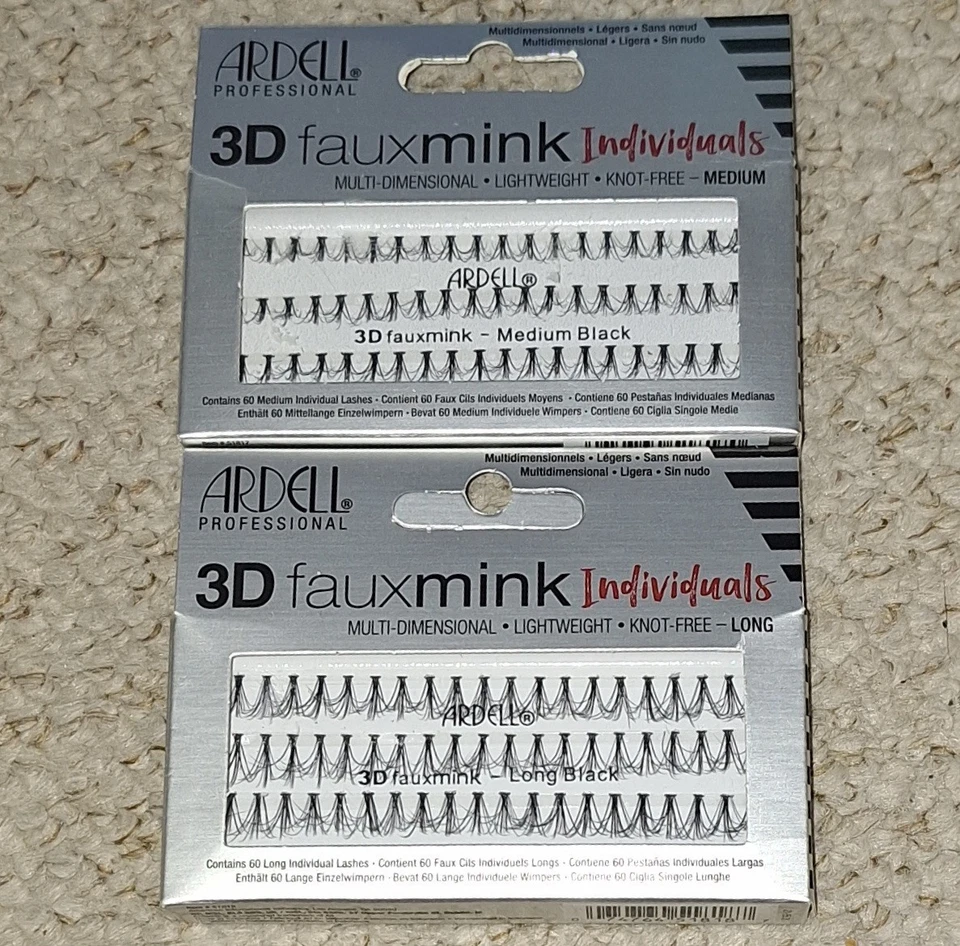 Multidimensionnels • Légers • Sans nœud
Multidimensional • Ligera • Sin nudo
ARDELL®
PROFESSIONAL
3D fauxmink Individuals
MULTI-DIMENSIONAL • LIGHTWEIGHT • KNOT-FREE – MEDIUM
ARDELL®
3D fauxmink – Medium Black
Contains 60 Medium Individual Lashes • Contient 60 Faux Cils Individuels Moyens • Contiene 60 Pestañas Individuales Medianas
Enthält 60 Mittellange Einzelwimpern • Bevat 60 Medium Individuele Wimpers • Contiene 60 Ciglia Singole Medie
Multidimensionnels • Légers • Sans nœud
Multidimensional • Ligera • Sin nudo
ARDELL®
PROFESSIONAL
3D fauxmink Individuals
MULTI-DIMENSIONAL • LIGHTWEIGHT • KNOT-FREE – LONG
ARDELL®
3D fauxmink – Long Black
Contains 60 Long Individual Lashes • Contient 60 Faux Cils Individuels Longs • Contiene 60 Pestañas Individuales Largas
Enthält 60 Lange Einzelwimpern • Bevat 60 Lange Individuele Wimpers • Contiene 60 Ciglia Singole Lunghe